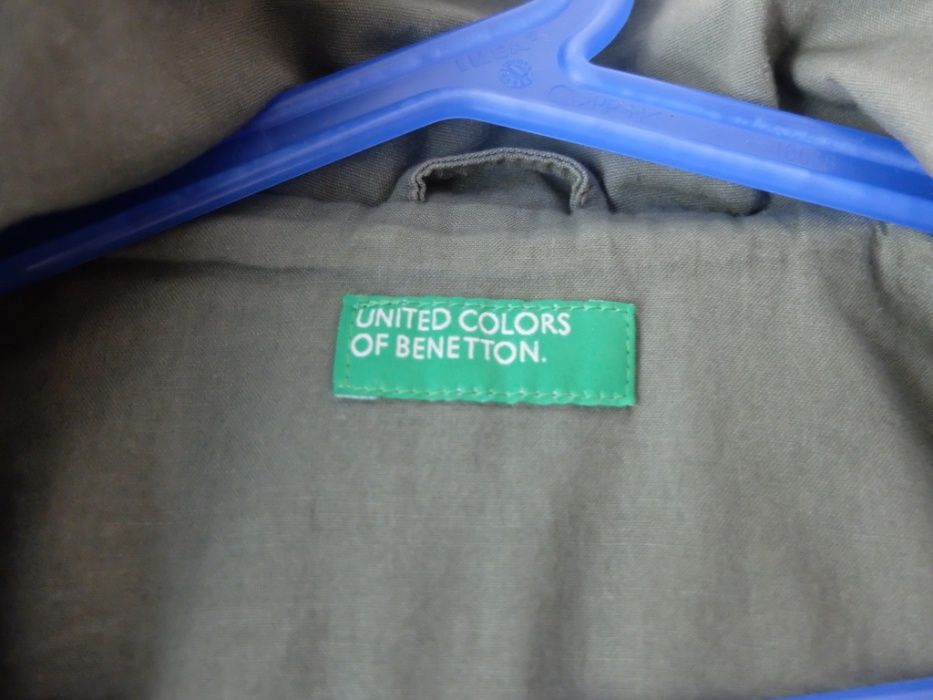 UNITED COLORS
OF BENETTON.